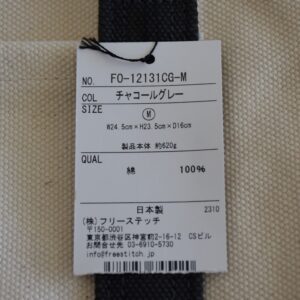 NO. FO-12131CG-M
COL チャコールグレー
SIZE
M
W24.5cm×H23.5cm×D16cm
製品本体 約620g
QUAL
綿 100%
日本製 2310
(株)フリーステッチ
〒150-0001
東京都渋谷区神宮前2-16-12 CSビル
お問合せ先 03-6910-5730
info@freestitch.jp